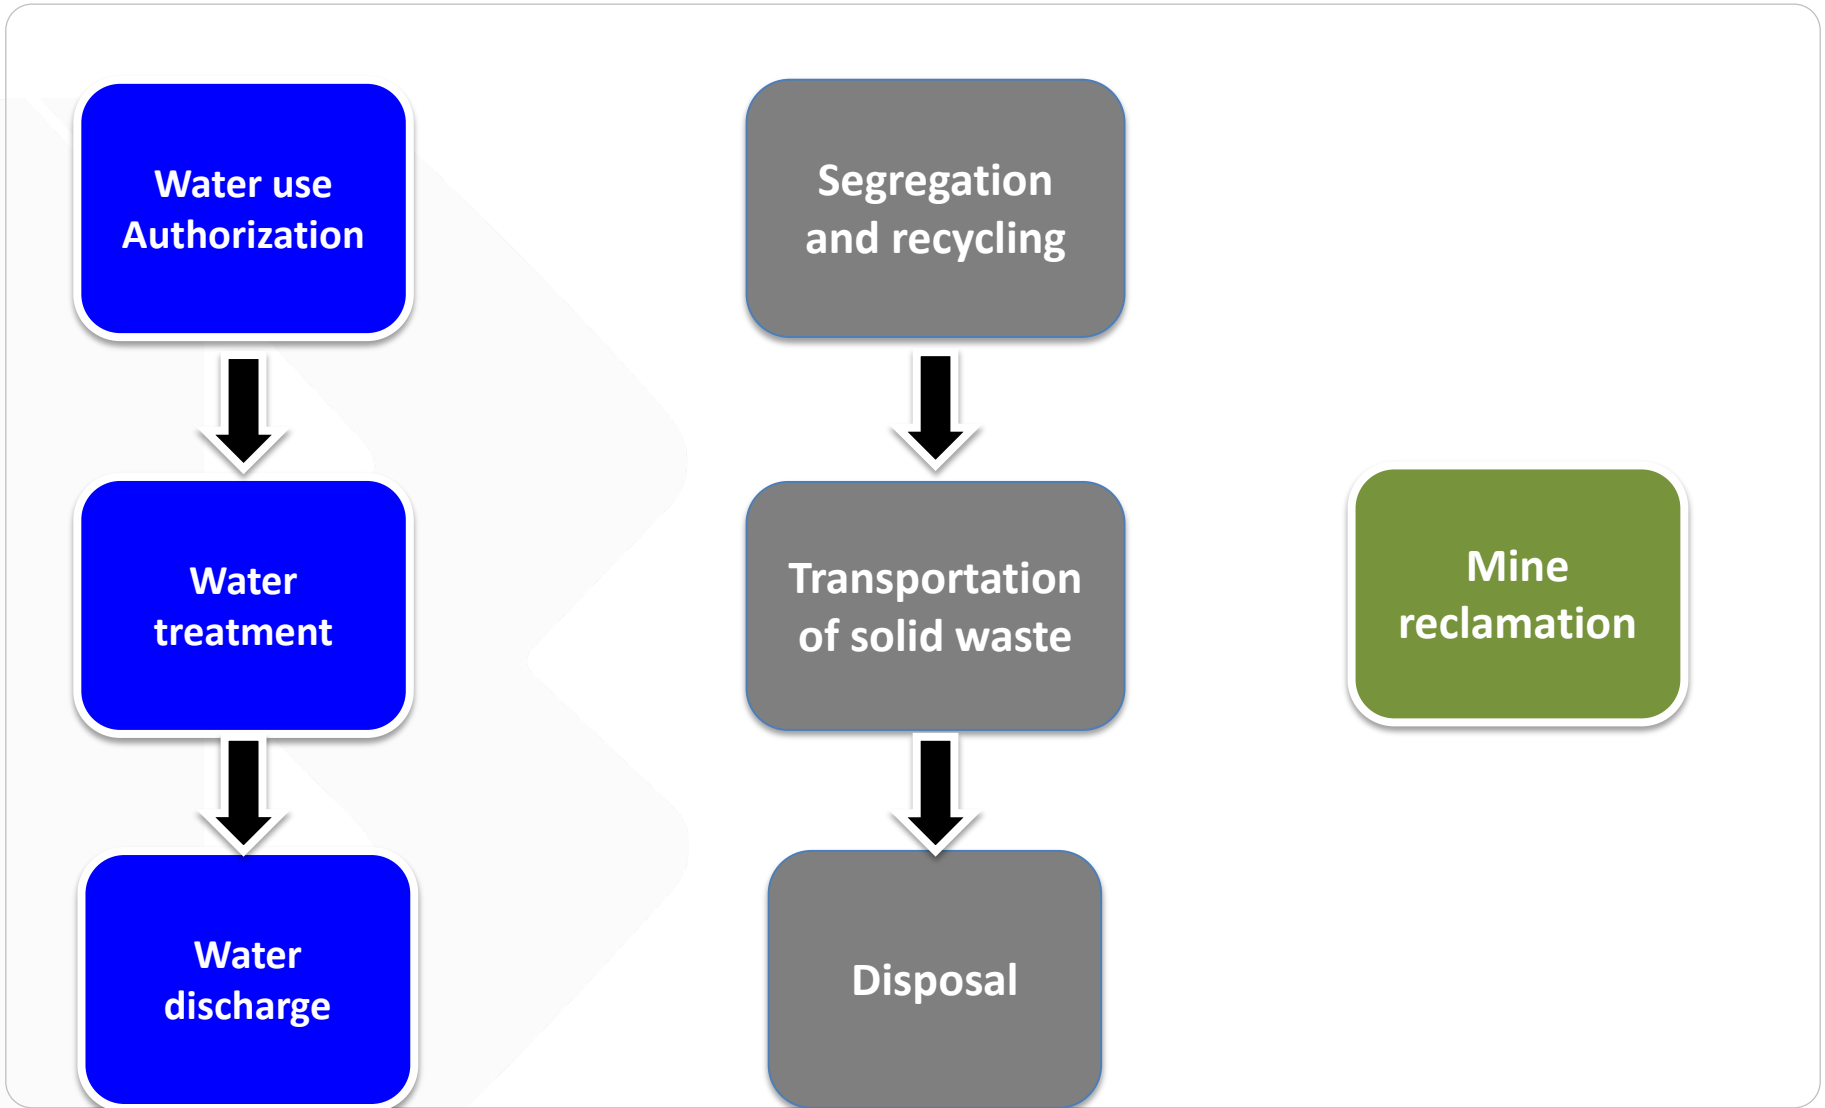 Water use
Authorization
Water
treatment
Water
discharge
Segregation
and recycling
Transportation
of solid waste
Disposal
Mine
reclamation